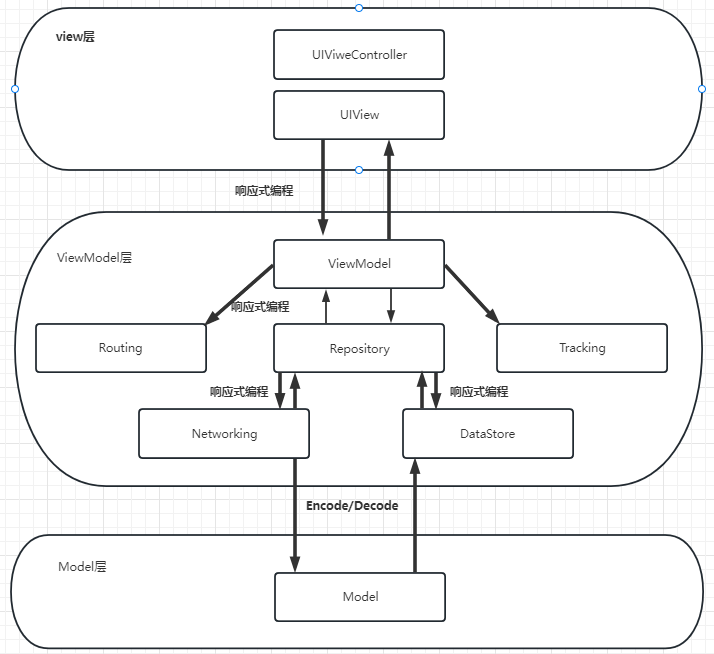 view层
UIViweController
UIView
响应式编程
ViewModel层
ViewModel
响应式编程
Routing
Repository
Tracking
响应式编程
响应式编程
Networking
DataStore
Encode/Decode
Model层
Model